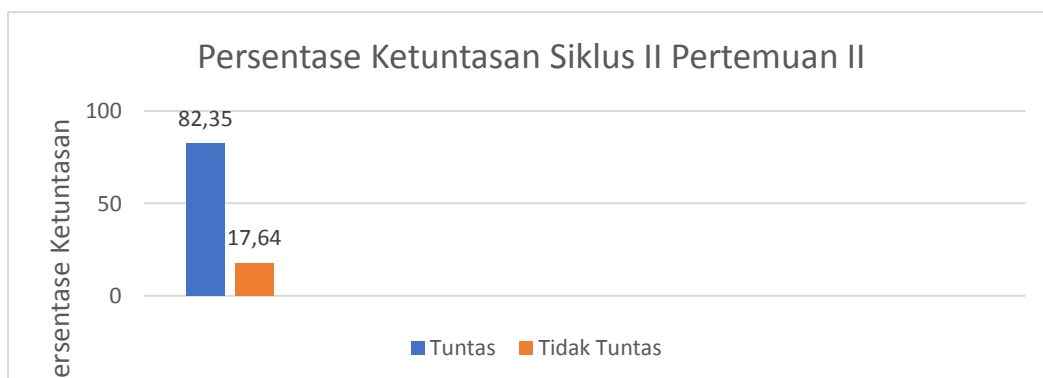 Persentase Ketuntasan Siklus II Pertemuan II
ersentase Ketuntasan
100
50
0
82,35
17,64
Tuntas
Tidak Tuntas